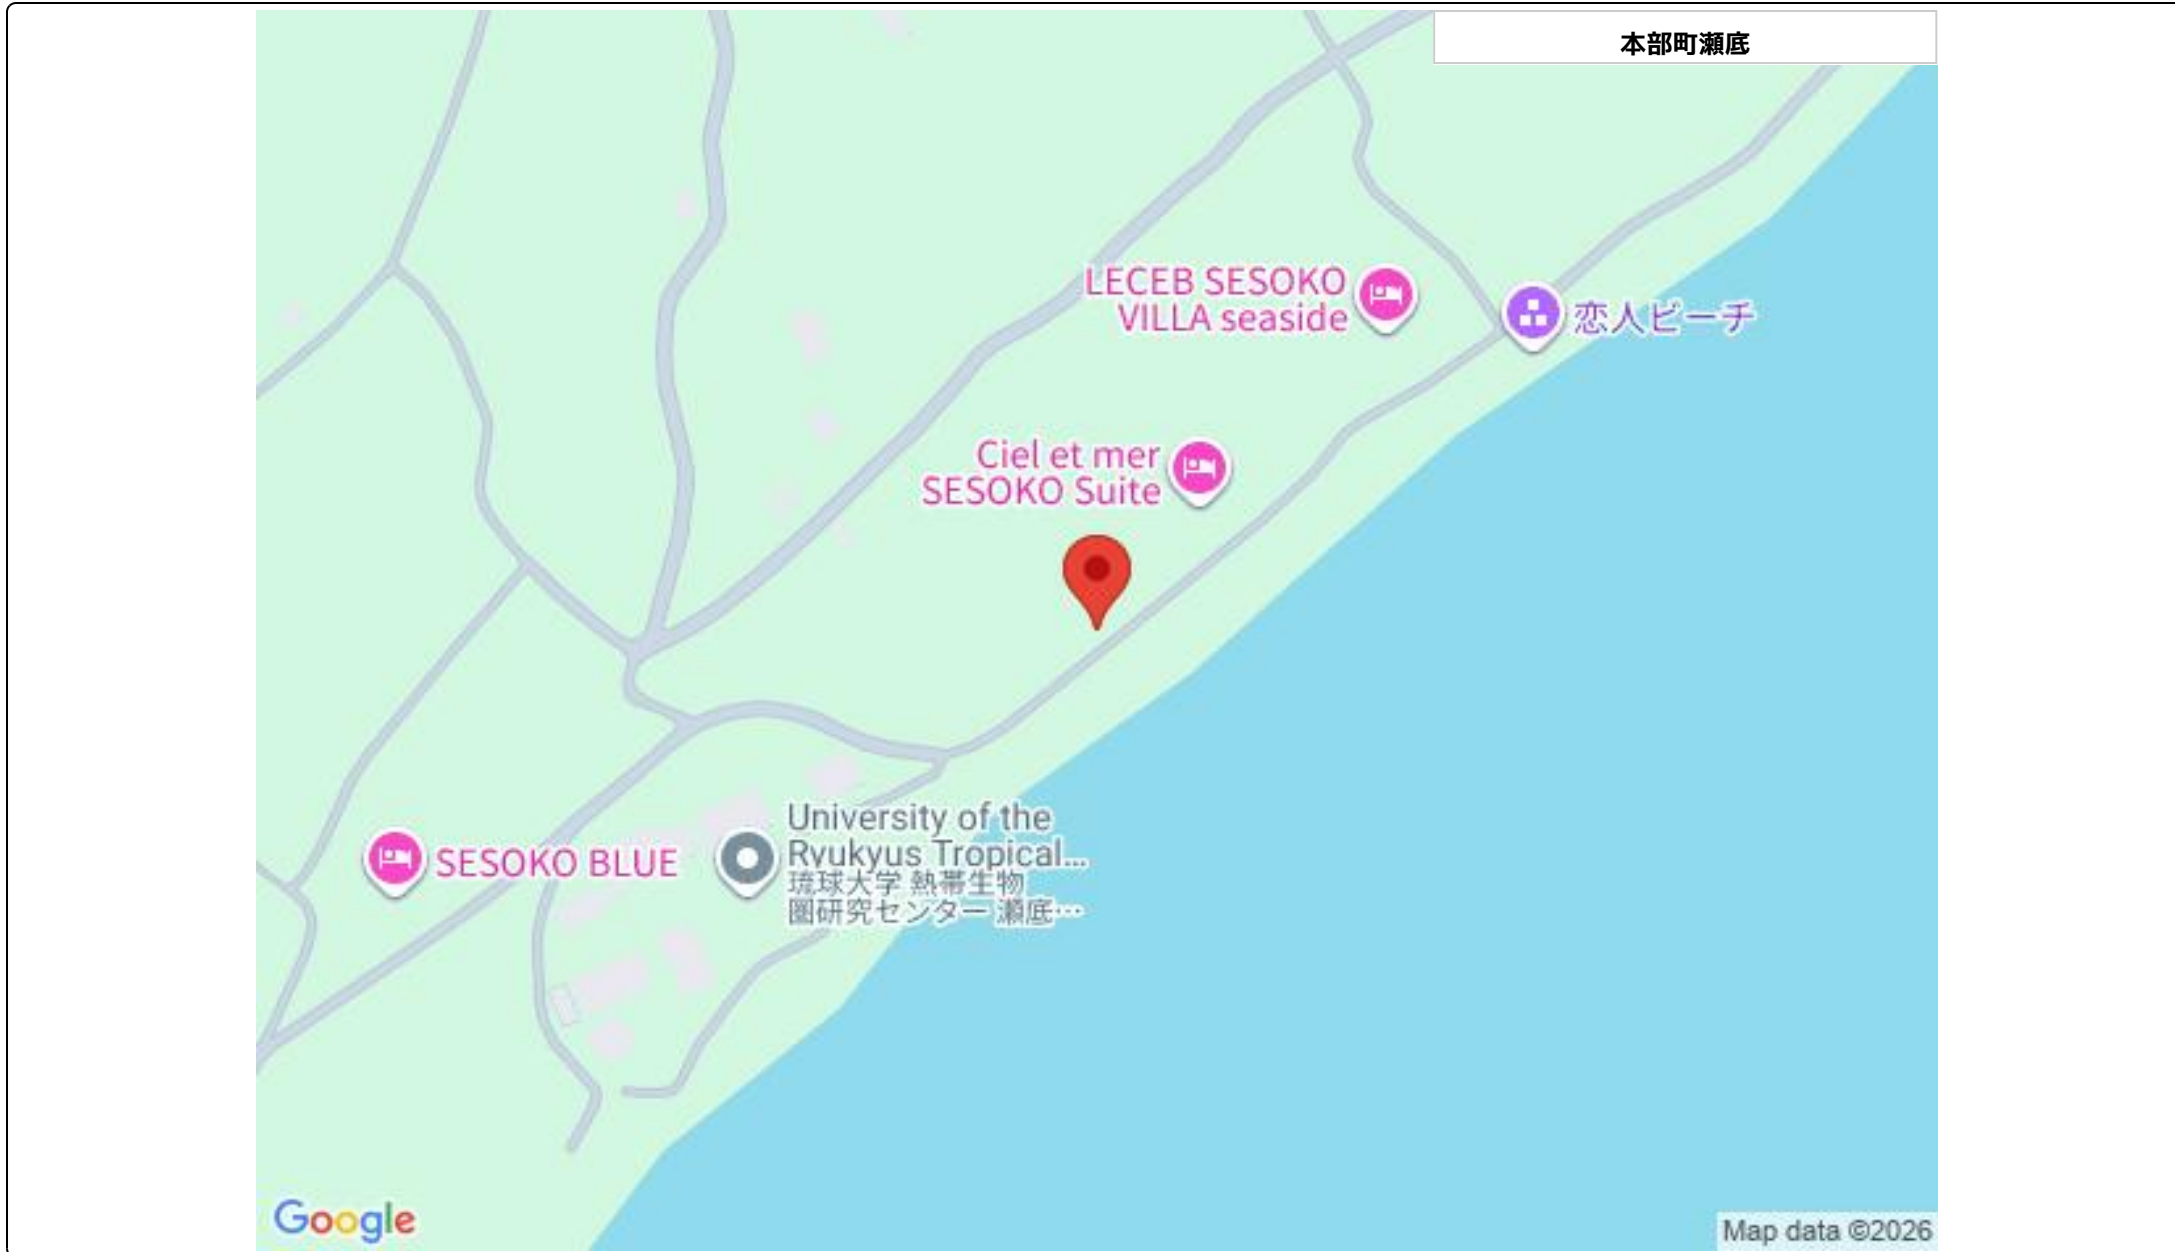 本部町瀬底
LECEB SESOKO
VILLA seaside
恋人ビーチ
Ciel et mer
SESOKO Suite
University of the
Ryukyus Tropical...
琉球大学 熱帯生物
圏研究センター 瀬底…
SESOKO BLUE
Google
Map data ©2026